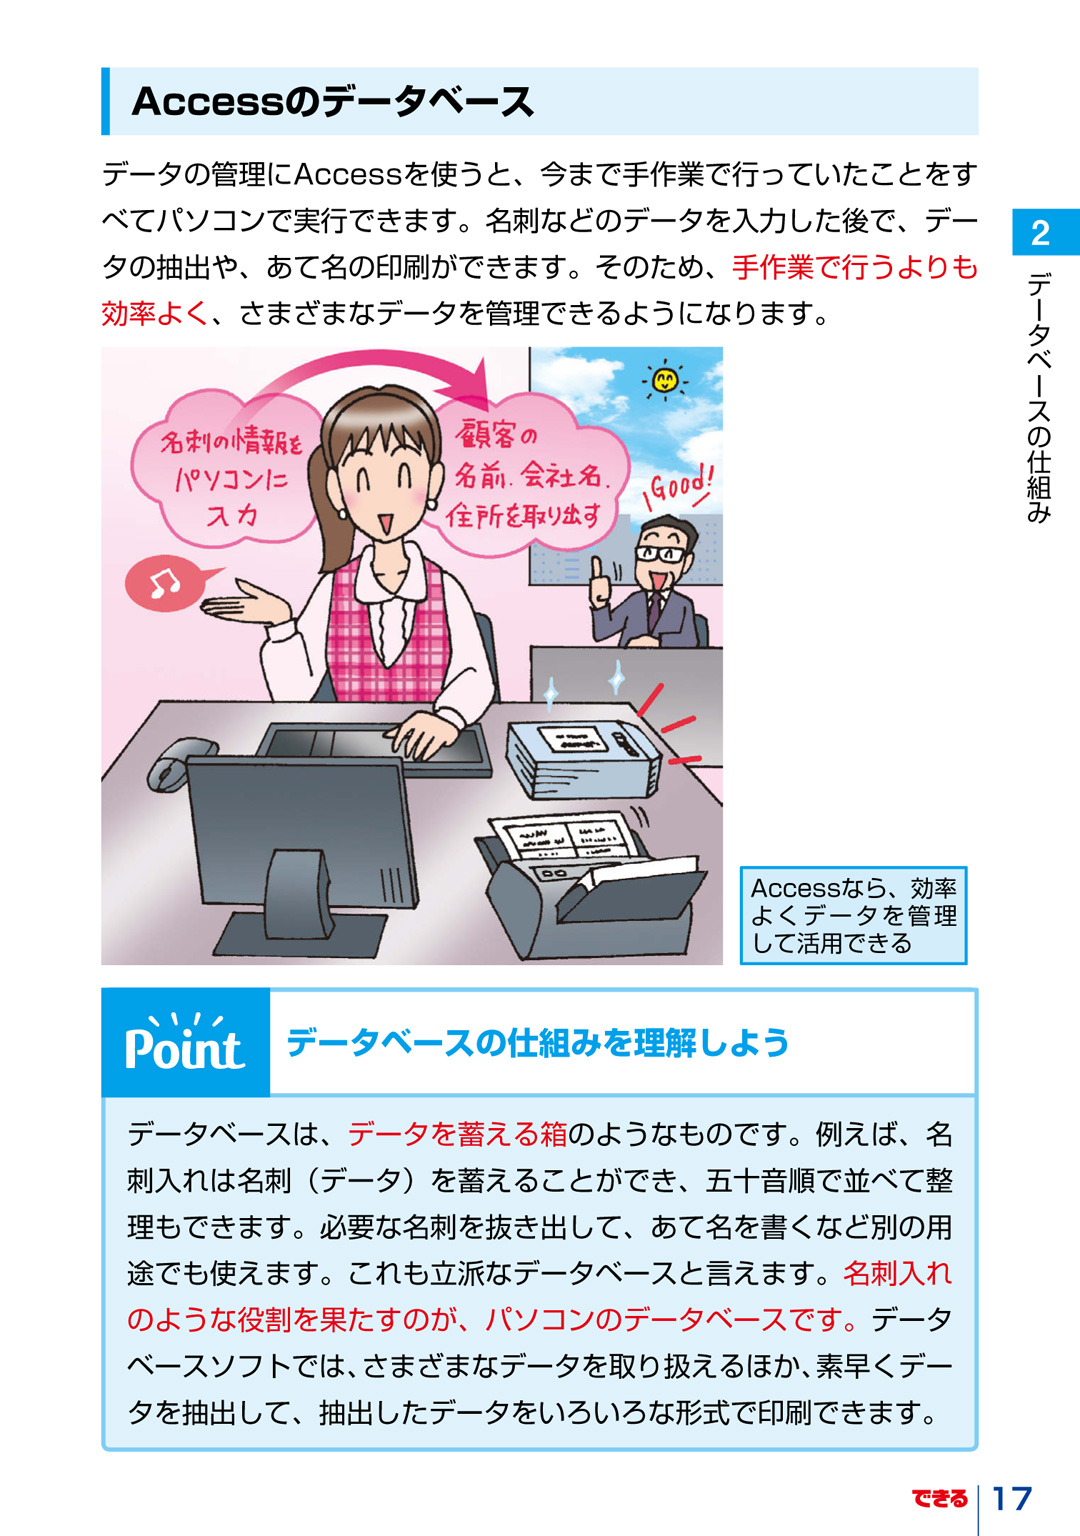 Accessのデータベース
データの管理にAccessを使うと、今まで手作業で行っていたことをす
べてパソコンで実行できます。名刺などのデータを入力した後で、デー
タの抽出や、あて名の印刷ができます。そのため、手作業で行うよりも
効率よく、さまざまなデータを管理できるようになります。
2
データベースの仕組み
名刺の情報を
パソコンに
入力
顧客の
名前、会社名、
住所を取り出す
Good!
Accessなら、効率
よくデータを管理
して活用できる
Point
データベースの仕組みを理解しよう
データベースは、データを蓄える箱のようなものです。例えば、名
刺入れは名刺（データ）を蓄えることができ、五十音順で並べて整
理もできます。必要な名刺を抜き出して、あて名を書くなど別の用
途でも使えます。これも立派なデータベースと言えます。名刺入れ
のような役割を果たすのが、パソコンのデータベースです。データ
ベースソフトでは、さまざまなデータを取り扱えるほか、素早くデー
タを抽出して、抽出したデータをいろいろな形式で印刷できます。
できる
17